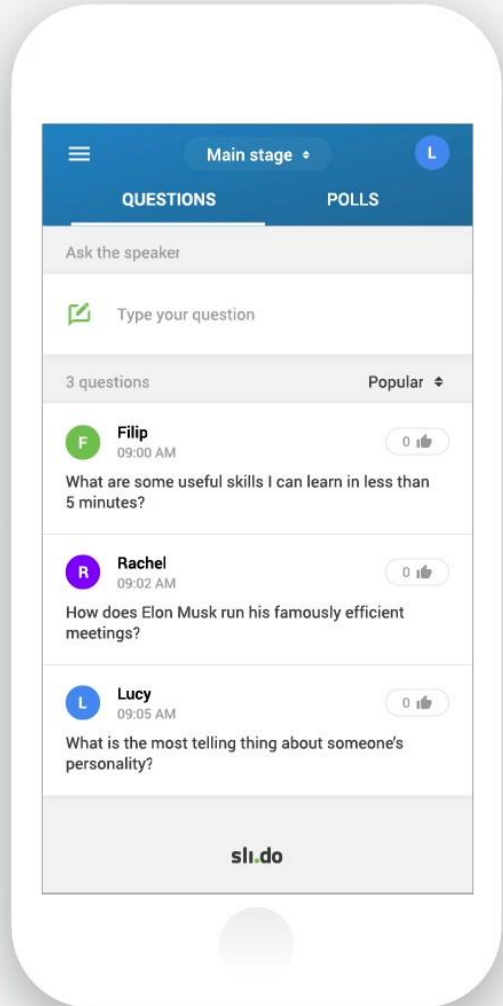 Main stage
L
QUESTIONS
POLLS
Ask the speaker
Type your question
3 questions
Popular
F
Filip
09:00 AM
0
What are some useful skills I can learn in less than
5 minutes?
R
Rachel
09:02 AM
0
How does Elon Musk run his famously efficient
meetings?
L
Lucy
09:05 AM
0
What is the most telling thing about someone's
personality?
sli.do